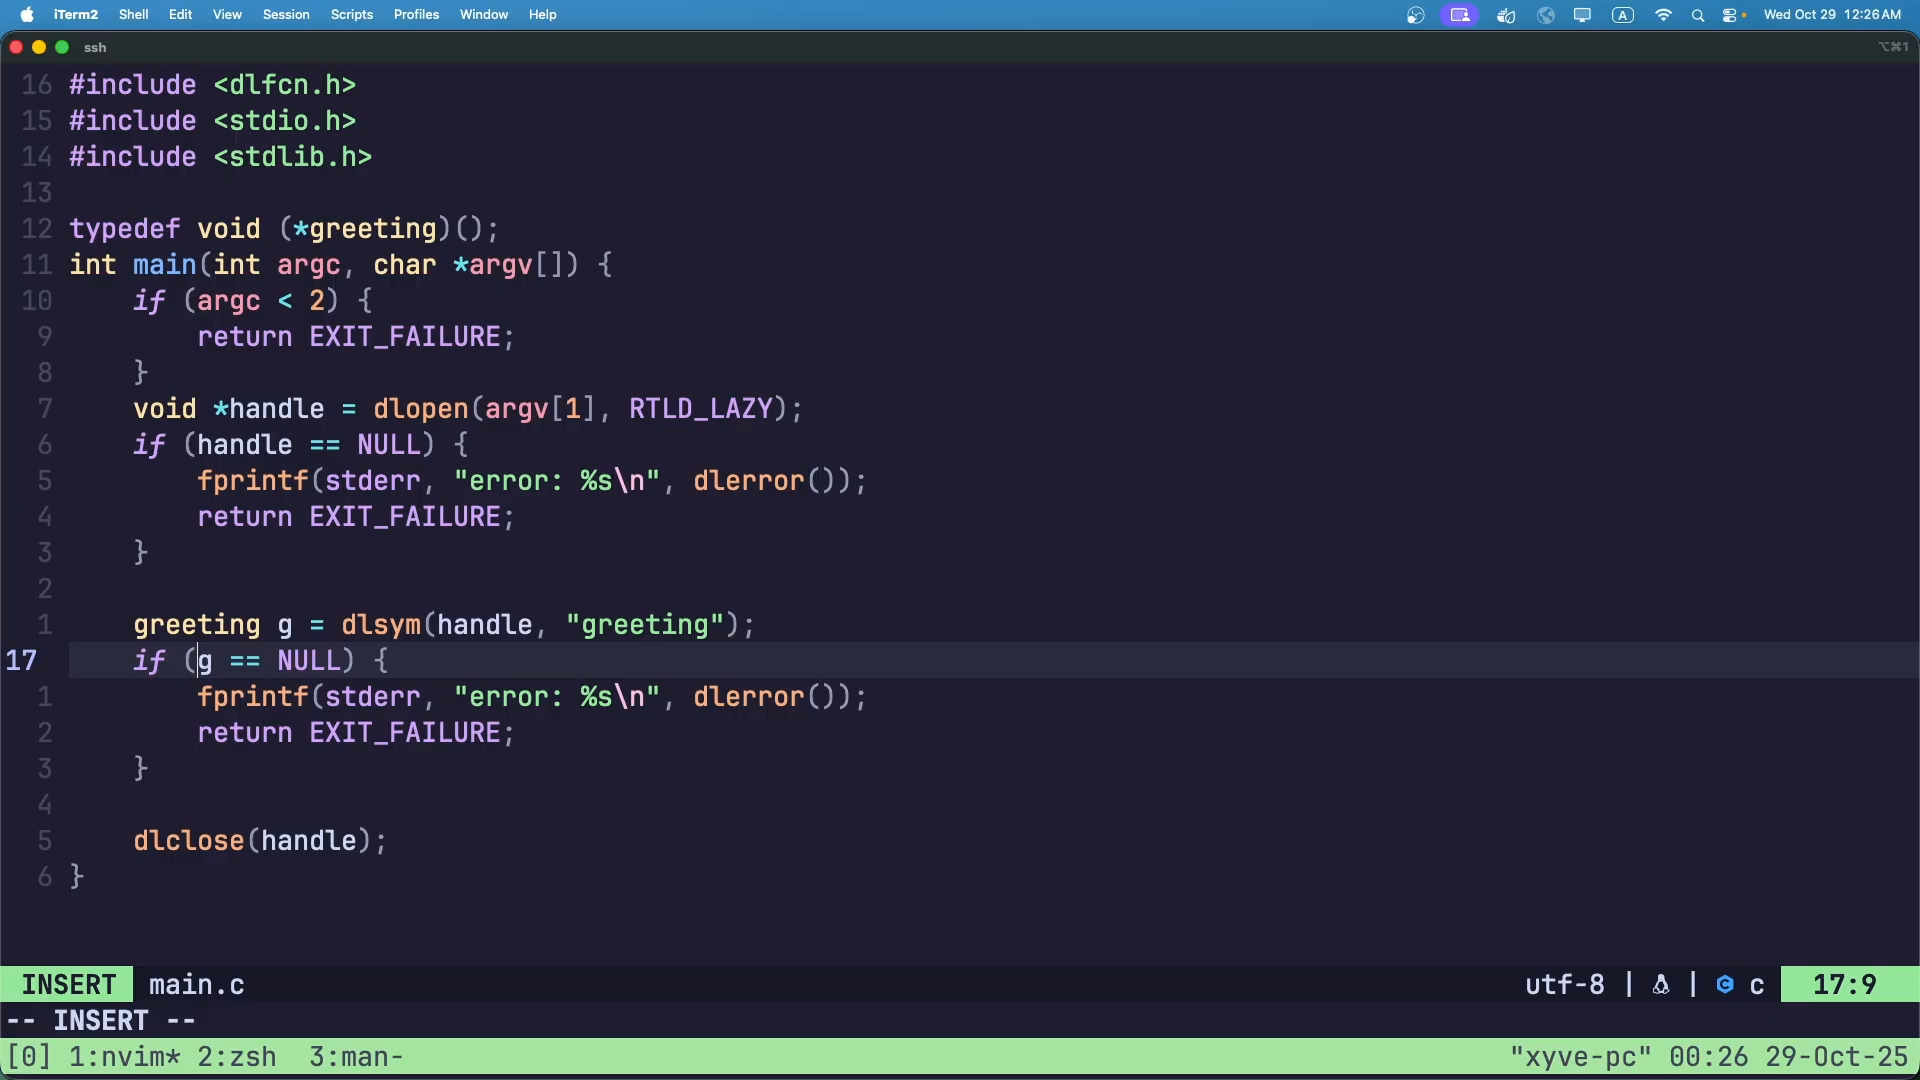 iTerm2 Shell Edit View Session Scripts Profiles Window Help A Wed Oct 29 12:26 AM
ssh ⌥⌘1
16 #include <dlfcn.h>
15 #include <stdio.h>
14 #include <stdlib.h>
13
12 typedef void (*greeting)();
11 int main(int argc, char *argv[]) {
10     if (argc < 2) {
9         return EXIT_FAILURE;
8     }
7     void *handle = dlopen(argv[1], RTLD_LAZY);
6     if (handle == NULL) {
5         fprintf(stderr, "error: %s\n", dlerror());
4         return EXIT_FAILURE;
3     }
2
1     greeting g = dlsym(handle, "greeting");
17     if (g == NULL) {
1         fprintf(stderr, "error: %s\n", dlerror());
2         return EXIT_FAILURE;
3     }
4
5     dlclose(handle);
6 }
INSERT main.c utf-8 | | C c 17:9
-- INSERT --
[0] 1:nvim* 2:zsh 3:man- "xyve-pc" 00:26 29-Oct-25